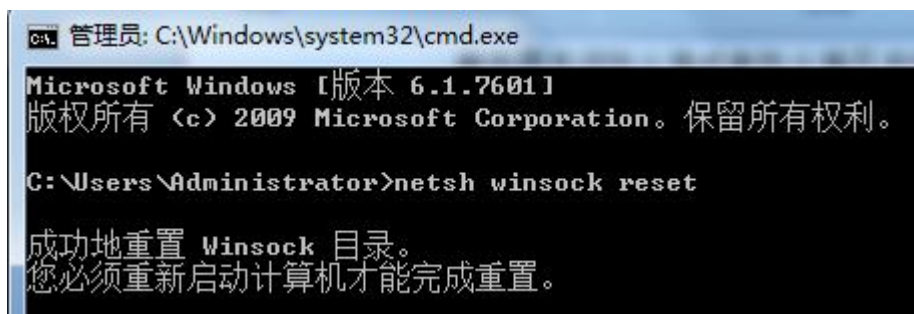 管理员: C:\Windows\system32\cmd.exe
Microsoft Windows [版本 6.1.7601]
版权所有 (c) 2009 Microsoft Corporation。保留所有权利。
C:\Users\Administrator>netsh winsock reset
成功地重置 Winsock 目录。
您必须重新启动计算机才能完成重置。